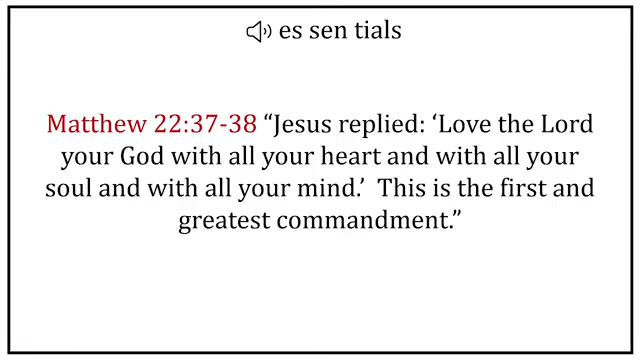 es sen tials
Matthew 22:37-38 “Jesus replied: ‘Love the Lord
your God with all your heart and with all your
soul and with all your mind.’ This is the first and
greatest commandment.”